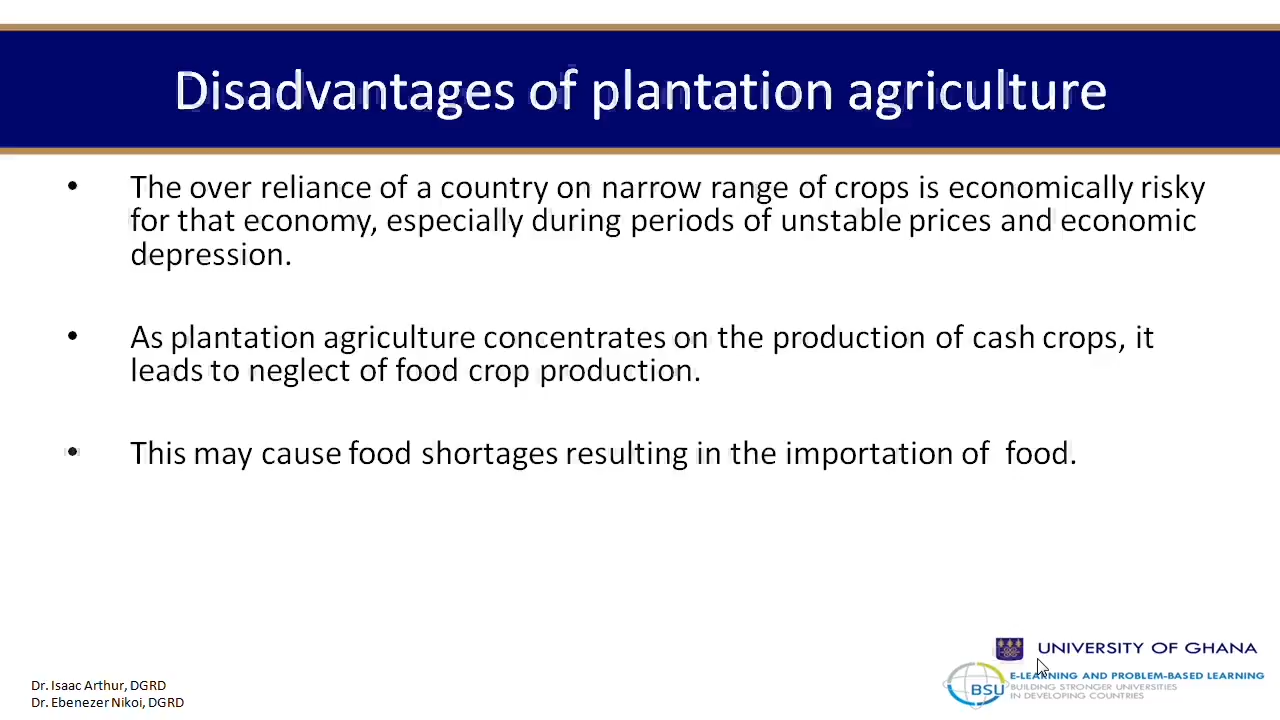 Disadvantages of plantation agriculture
• The over reliance of a country on narrow range of crops is economically risky
for that economy, especially during periods of unstable prices and economic
depression.
• As plantation agriculture concentrates on the production of cash crops, it
leads to neglect of food crop production.
• This may cause food shortages resulting in the importation of  food.
UNIVERSITY OF GHANA
BSU
E-LEARNING AND PROBLEM-BASED LEARNING
BUILDING STRONGER UNIVERSITIES
IN DEVELOPING COUNTRIES
Dr. Isaac Arthur, DGRD
Dr. Ebenezer Nikoi, DGRD